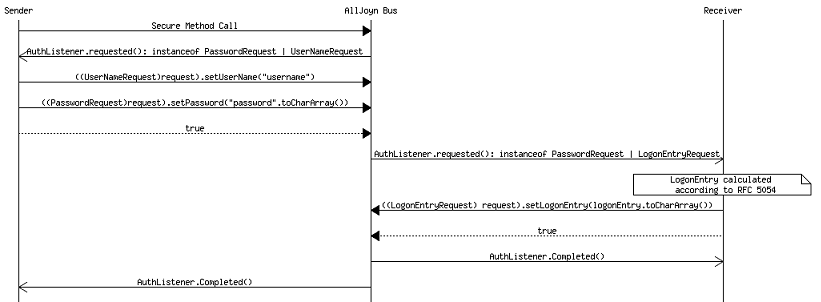 Sender AllJoyn Bus Receiver
Secure Method Call
AuthListener.requested(): instanceof PasswordRequest | UserNameRequest
((UserNameRequest)request).setUserName("username")
((PasswordRequest)request).setPassword("password".toCharArray())
true
AuthListener.requested(): instanceof PasswordRequest | LogonEntryRequest
LogonEntry calculated
according to RFC 5054
((LogonEntryRequest) request).setLogonEntry(logonEntry.toCharArray())
true
AuthListener.Completed()
AuthListener.Completed()